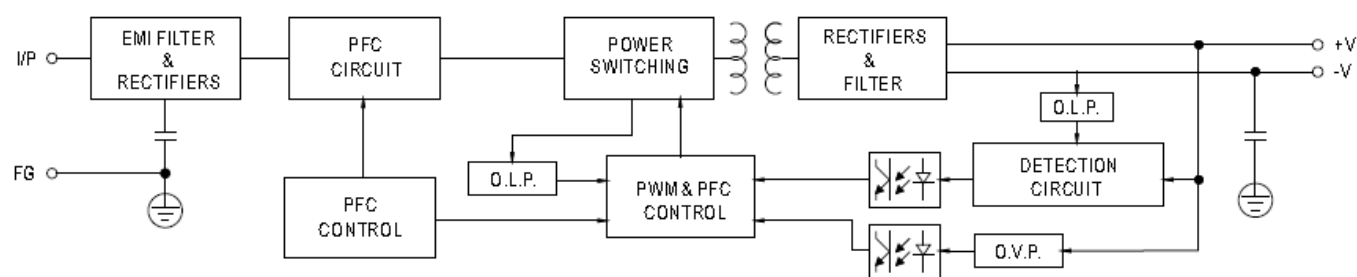 I/P
EMI FILTER
&
RECTIFIERS
PFC
CIRCUIT
POWER
SWITCHING
RECTIFIERS
&
FILTER
+V
-V
O.L.P.
FG
O.L.P.
PWM & PFC
CONTROL
DETECTION
CIRCUIT
PFC
CONTROL
O.V.P.